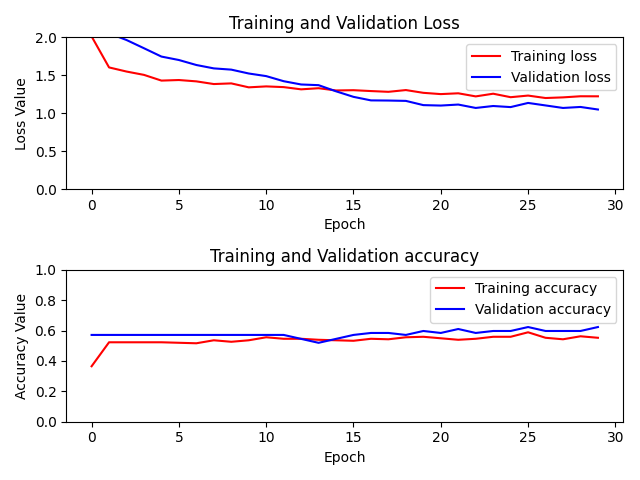 Training and Validation Loss
2.0
1.5
1.0
0.5
0.0
Loss Value
Training loss
Validation loss
0 5 10 15 20 25 30
Epoch
Training and Validation accuracy
1.0
0.8
0.6
0.4
0.2
0.0
Accuracy Value
Training accuracy
Validation accuracy
0 5 10 15 20 25 30
Epoch